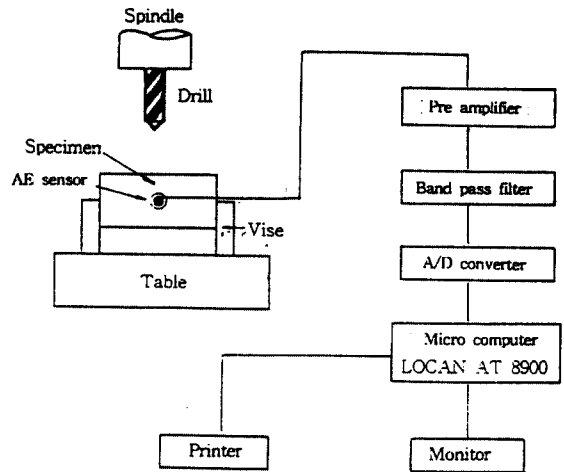 Spindle
Drill
Specimen
AE sensor
Vise
Table
Pre amplifier
Band pass filter
A/D converter
Micro computer
LOCAN AT 8900
Printer
Monitor